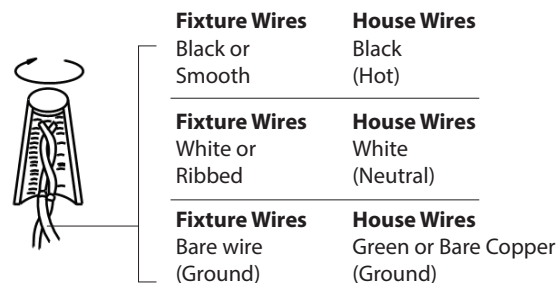 Fixture Wires House Wires
Black or Black
Smooth (Hot)
Fixture Wires House Wires
White or White
Ribbed (Neutral)
Fixture Wires House Wires
Bare wire Green or Bare Copper
(Ground) (Ground)